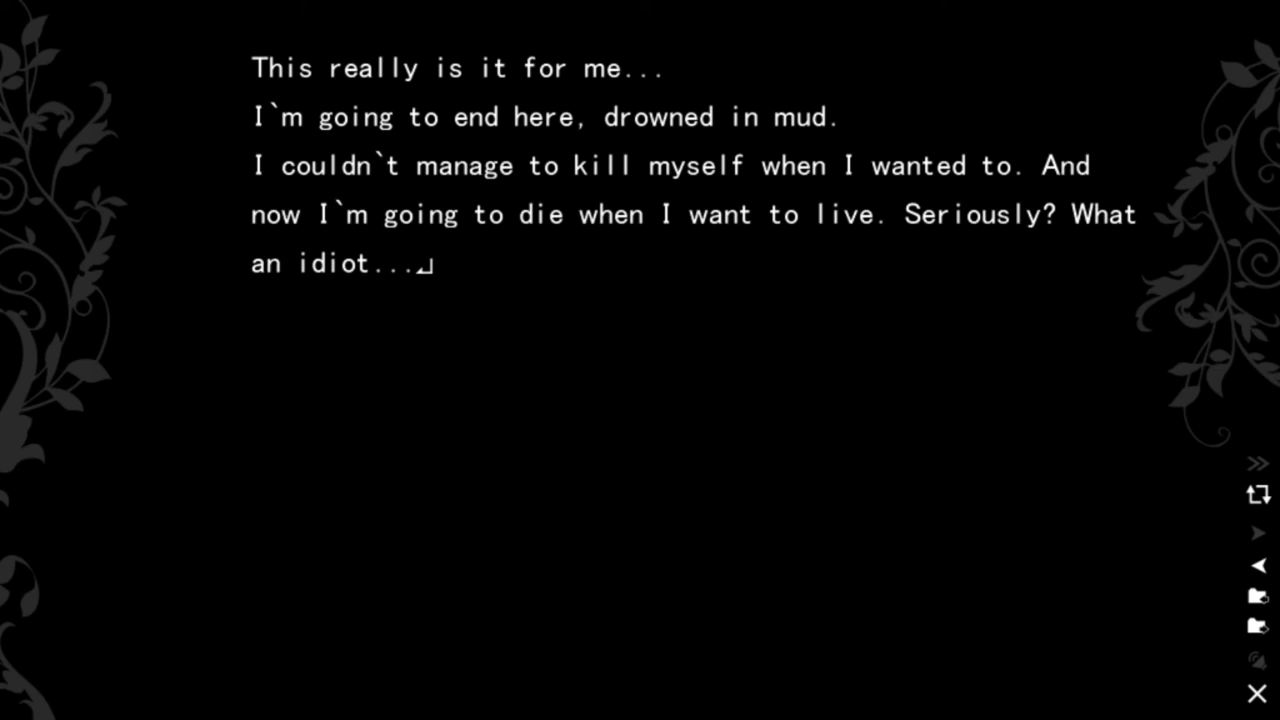 This really is it for me...
I`m going to end here, drowned in mud.
I couldn`t manage to kill myself when I wanted to. And
now I`m going to die when I want to live. Seriously? What
an idiot...